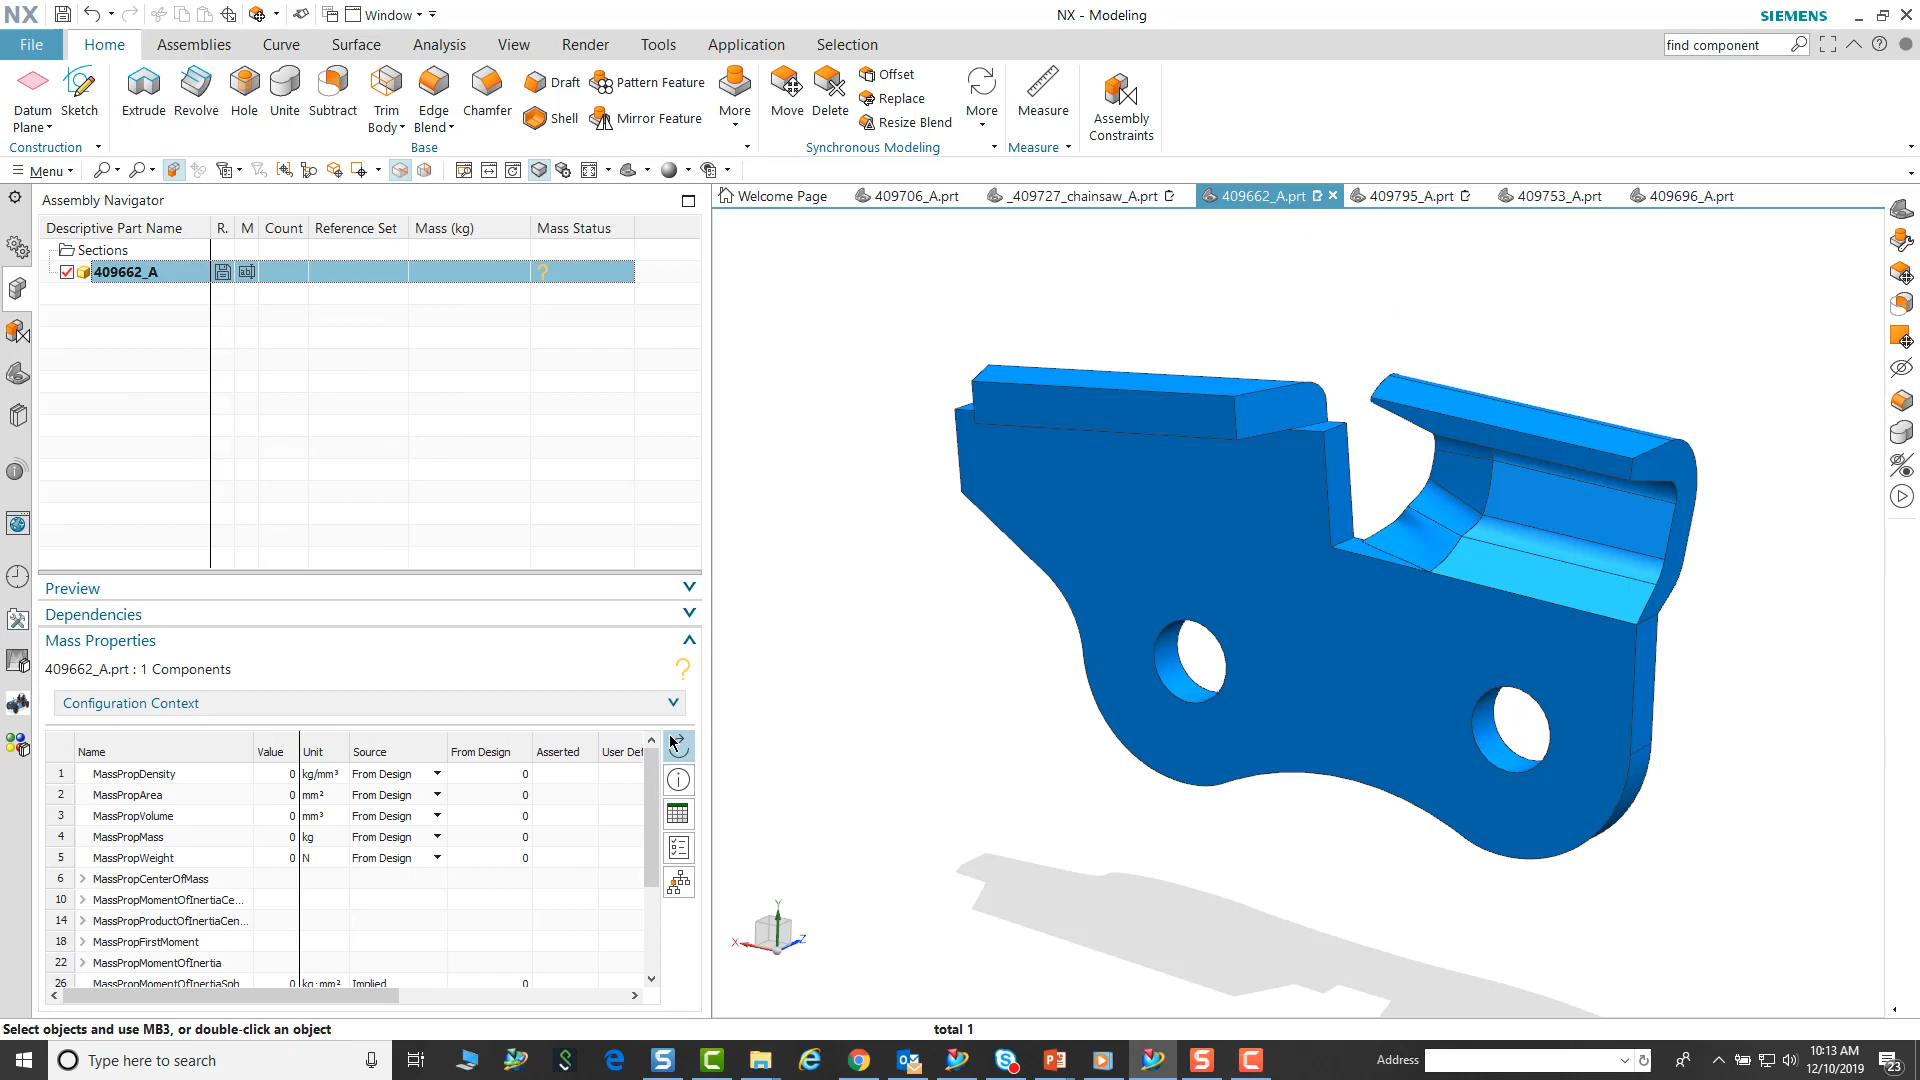 NX
Window
NX - Modeling
SIEMENS
File
Home
Assemblies
Curve
Surface
Analysis
View
Render
Tools
Application
Selection
find component
Datum Plane
Sketch
Extrude
Revolve
Hole
Unite
Subtract
Trim Body
Edge Blend
Chamfer
Draft
Shell
Pattern Feature
Mirror Feature
More
Move
Delete
Offset
Replace
Resize Blend
More
Measure
Assembly Constraints
Construction
Base
Synchronous Modeling
Measure
Menu
Assembly Navigator
Welcome Page
409706_A.prt
_409727_chainsaw_A.prt
409662_A.prt
409795_A.prt
409753_A.prt
409696_A.prt
Descriptive Part Name R. M Count Reference Set Mass (kg) Mass Status
Sections
409662_A ?
Preview
Dependencies
Mass Properties
409662_A.prt : 1 Components ?
Configuration Context
Name Value Unit Source From Design Asserted User Def
1 MassPropDensity 0 kg/mm³ From Design 0
2 MassPropArea 0 mm² From Design 0
3 MassPropVolume 0 mm³ From Design 0
4 MassPropMass 0 kg From Design 0
5 MassPropWeight 0 N From Design 0
6 MassPropCenterOfMass
10 MassPropMomentOfInertiaCe...
14 MassPropProductOfInertiaCen...
18 MassPropFirstMoment
22 MassPropMomentOfInertia
26 MassPropMomentOfInertiaSph 0 kg·mm² Implied 0
Y
X
Z
Select objects and use MB3, or double-click an object
total 1
Type here to search
Address
10:13 AM
12/10/2019
23